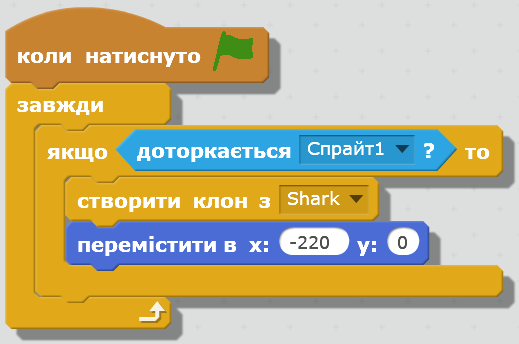 коли натиснуто
завжди
якщо доторкається Спрайт1 ? то
створити клон з Shark
перемістити в x: -220 y: 0